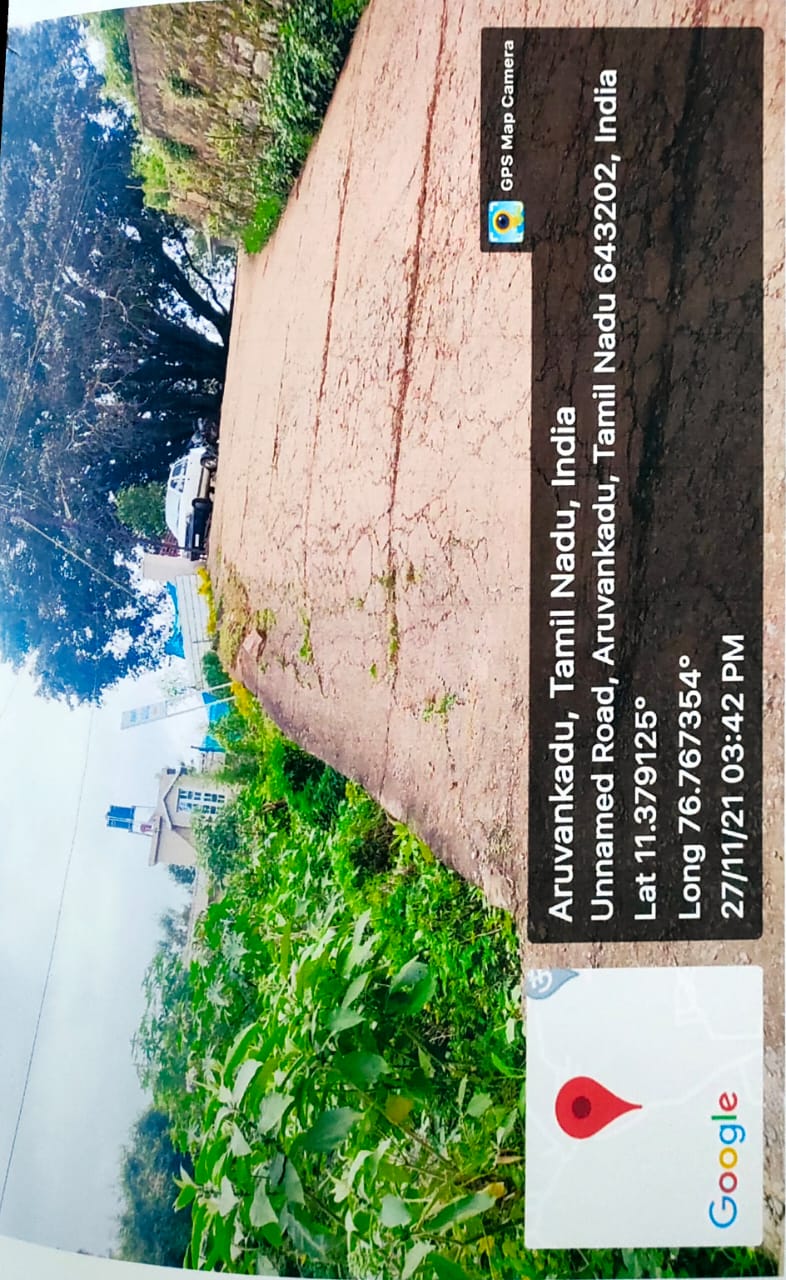 GPS Map Camera
Aruvankadu, Tamil Nadu, India
Unnamed Road, Aruvankadu, Tamil Nadu 643202, India
Lat 11.379125°
Long 76.767354°
27/11/21 03:42 PM
Google